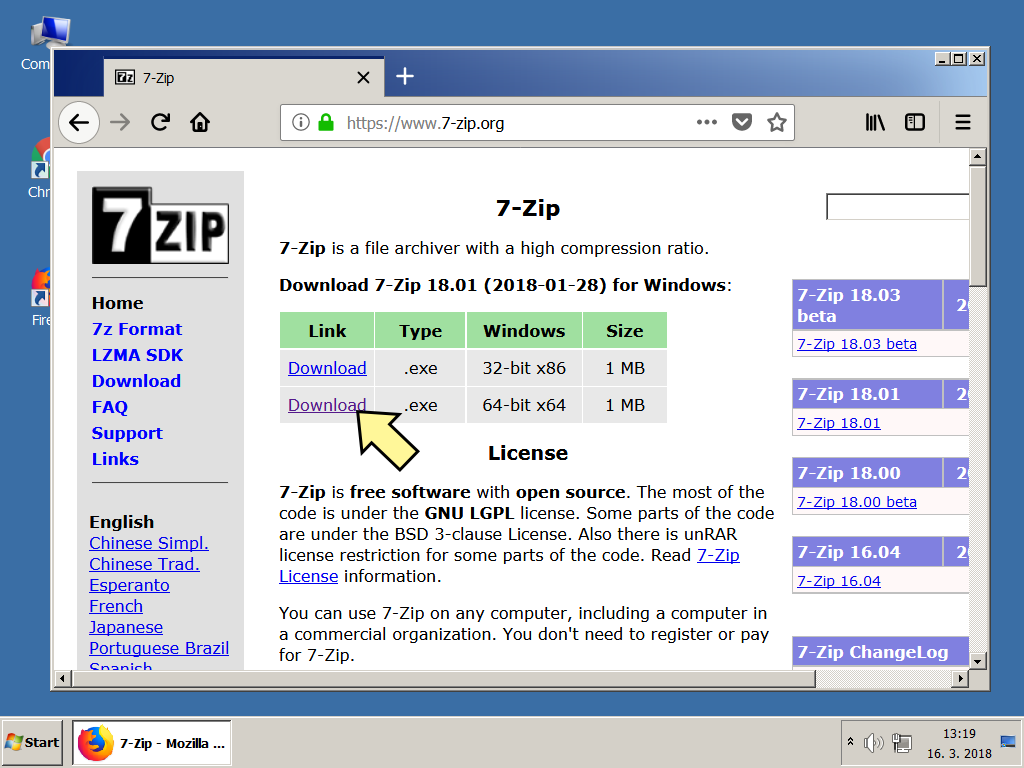 Com
Chr
Fire
7z 7-Zip
https://www.7-zip.org
7 ZIP
Home
7z Format
LZMA SDK
Download
FAQ
Support
Links
English
Chinese Simpl.
Chinese Trad.
Esperanto
French
Japanese
Portuguese Brazil
Spanish
7-Zip
7-Zip is a file archiver with a high compression ratio.
Download 7-Zip 18.01 (2018-01-28) for Windows:
Link Type Windows Size
Download .exe 32-bit x86 1 MB
Download .exe 64-bit x64 1 MB
License
7-Zip is free software with open source. The most of the
code is under the GNU LGPL license. Some parts of the code
are under the BSD 3-clause License. Also there is unRAR
license restriction for some parts of the code. Read 7-Zip
License information.
You can use 7-Zip on any computer, including a computer in
a commercial organization. You don't need to register or pay
for 7-Zip.
7-Zip 18.03
beta
7-Zip 18.03 beta
7-Zip 18.01
7-Zip 18.01
7-Zip 18.00
7-Zip 18.00 beta
7-Zip 16.04
7-Zip 16.04
7-Zip ChangeLog
Start
7-Zip - Mozilla ...
13:19
16. 3. 2018